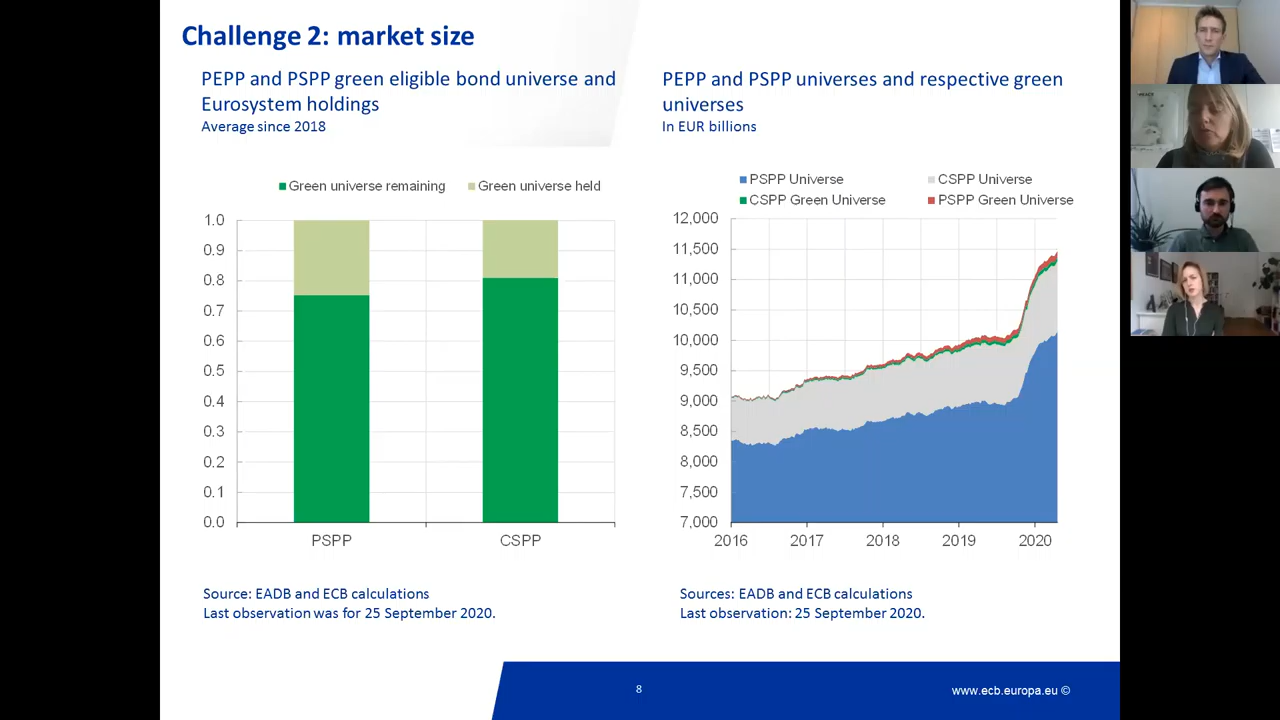 Challenge 2: market size
PEPP and PSPP green eligible bond universe and
Eurosystem holdings
Average since 2018
Green universe remaining
Green universe held
1.0
0.9
0.8
0.7
0.6
0.5
0.4
0.3
0.2
0.1
0.0
PSPP
CSPP
Source: EADB and ECB calculations
Last observation was for 25 September 2020.
PEPP and PSPP universes and respective green
universes
In EUR billions
PSPP Universe
CSPP Universe
CSPP Green Universe
PSPP Green Universe
12,000
11,500
11,000
10,500
10,000
9,500
9,000
8,500
8,000
7,500
7,000
2016
2017
2018
2019
2020
Sources: EADB and ECB calculations
Last observation: 25 September 2020.
8
www.ecb.europa.eu ©